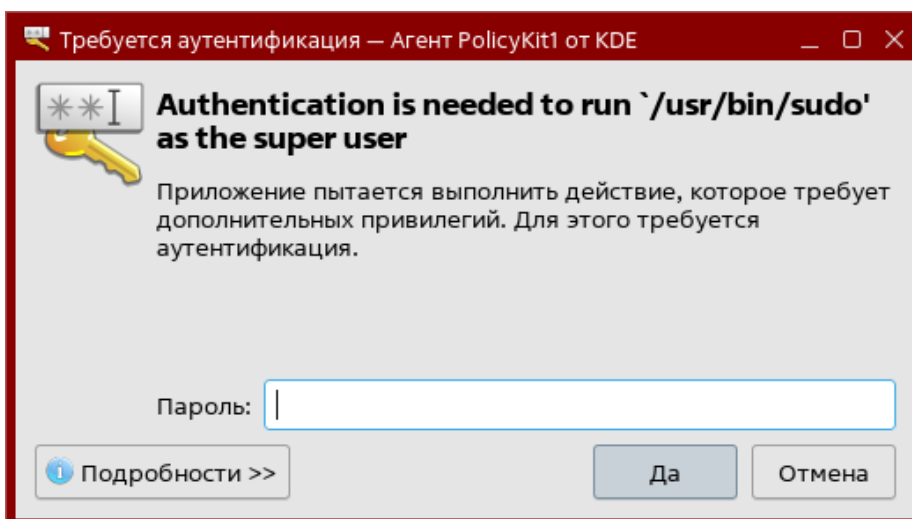 Требуется аутентификация — Агент PolicyKit1 от KDE
Authentication is needed to run `/usr/bin/sudo'
as the super user
Приложение пытается выполнить действие, которое требует
дополнительных привилегий. Для этого требуется
аутентификация.
Пароль:
Подробности >>
Да
Отмена